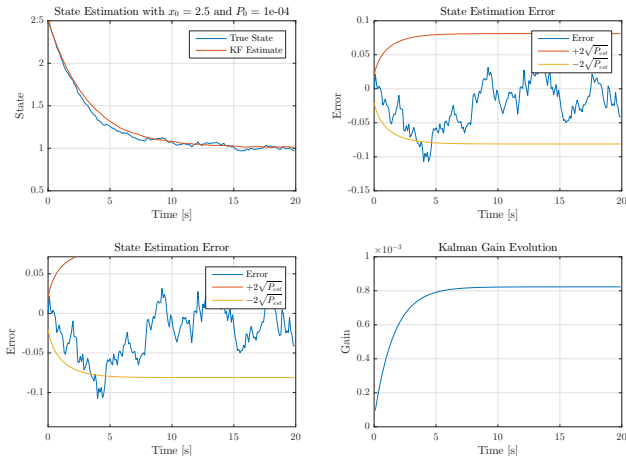 State Estimation with x₀ = 2.5 and P₀ = 1e-04
2.5
2
1.5
1
0.5
State
0
5
10
15
20
Time [s]
True State
KF Estimate
State Estimation Error
0.1
0.05
0
-0.05
-0.1
-0.15
Error
0
5
10
15
20
Time [s]
Error
+2√P_est
−2√P_est
State Estimation Error
0.05
0
-0.05
-0.1
Error
0
5
10
15
20
Time [s]
Error
+2√P_est
−2√P_est
Kalman Gain Evolution
×10⁻³
1
0.8
0.6
0.4
0.2
0
Gain
0
5
10
15
20
Time [s]